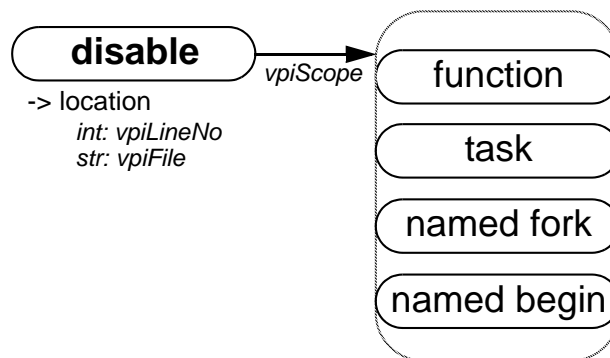 disable
vpiScope
-> location
int: vpiLineNo
str: vpiFile
function
task
named fork
named begin